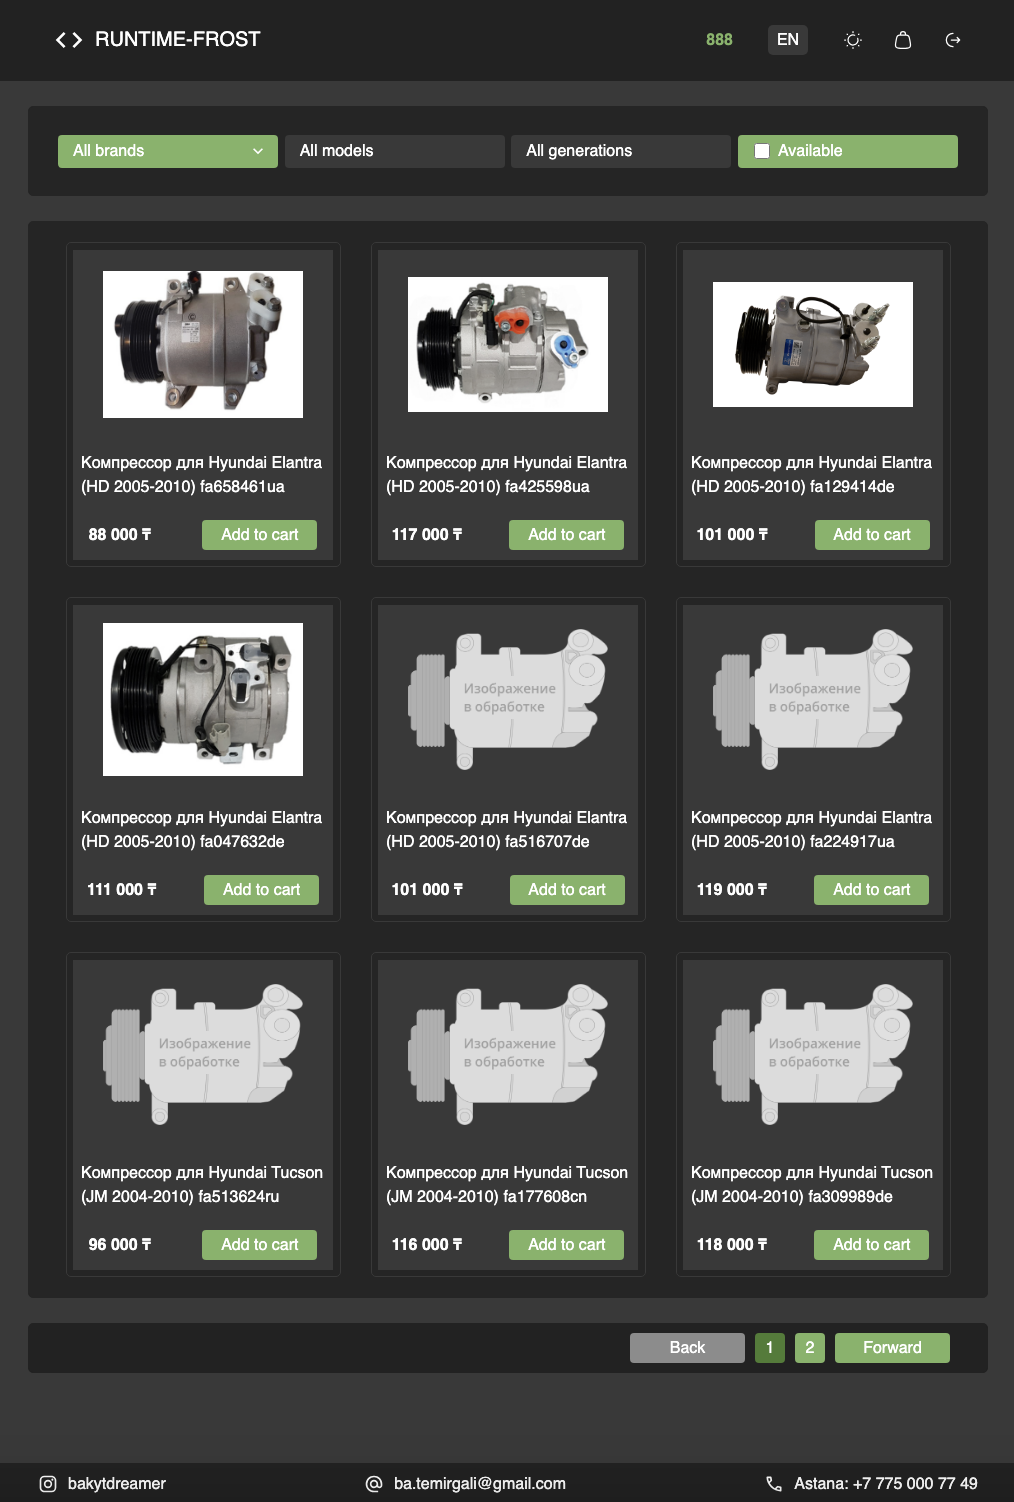 RUNTIME-FROST
888
EN
All brands
All models
All generations
Available
Компрессор для Hyundai Elantra
(HD 2005-2010) fa658461ua
88 000 ₸
Add to cart
Компрессор для Hyundai Elantra
(HD 2005-2010) fa425598ua
117 000 ₸
Add to cart
Компрессор для Hyundai Elantra
(HD 2005-2010) fa129414de
101 000 ₸
Add to cart
Компрессор для Hyundai Elantra
(HD 2005-2010) fa047632de
111 000 ₸
Add to cart
Изображение
в обработке
Компрессор для Hyundai Elantra
(HD 2005-2010) fa516707de
101 000 ₸
Add to cart
Изображение
в обработке
Компрессор для Hyundai Elantra
(HD 2005-2010) fa224917ua
119 000 ₸
Add to cart
Изображение
в обработке
Компрессор для Hyundai Tucson
(JM 2004-2010) fa513624ru
96 000 ₸
Add to cart
Изображение
в обработке
Компрессор для Hyundai Tucson
(JM 2004-2010) fa177608cn
116 000 ₸
Add to cart
Изображение
в обработке
Компрессор для Hyundai Tucson
(JM 2004-2010) fa309989de
118 000 ₸
Add to cart
Back
1
2
Forward
bakytdreamer
ba.temirgali@gmail.com
Astana: +7 775 000 77 49